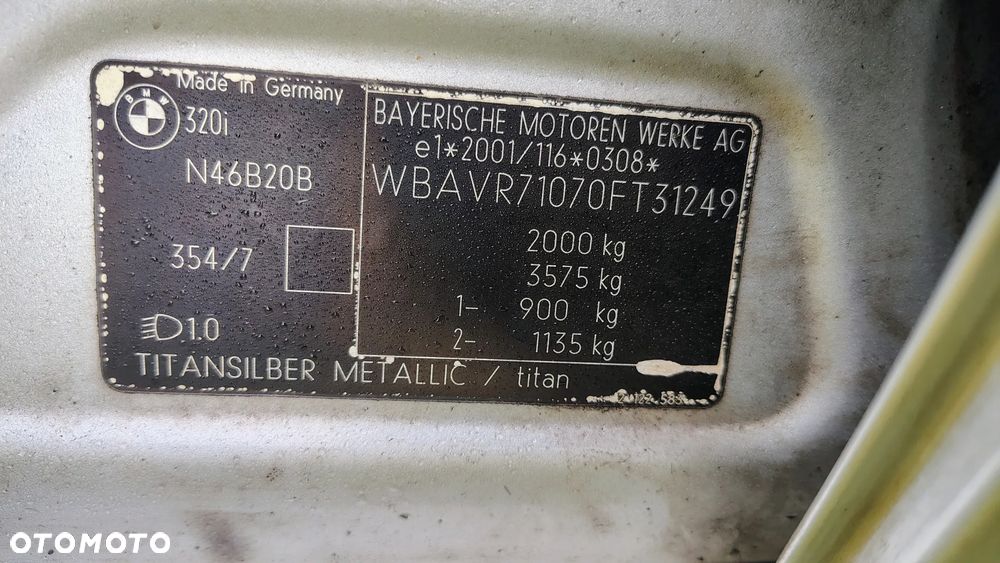 Made in Germany
BMW
320i
N46B20B
354/7
1.0
TITANSILBER METALLIC / titan
BAYERISCHE MOTOREN WERKE AG
e1*2001/116*0308*
WBAVR71070FT31249
2000 kg
3575 kg
1- 900 kg
2- 1135 kg
OTOMOTO